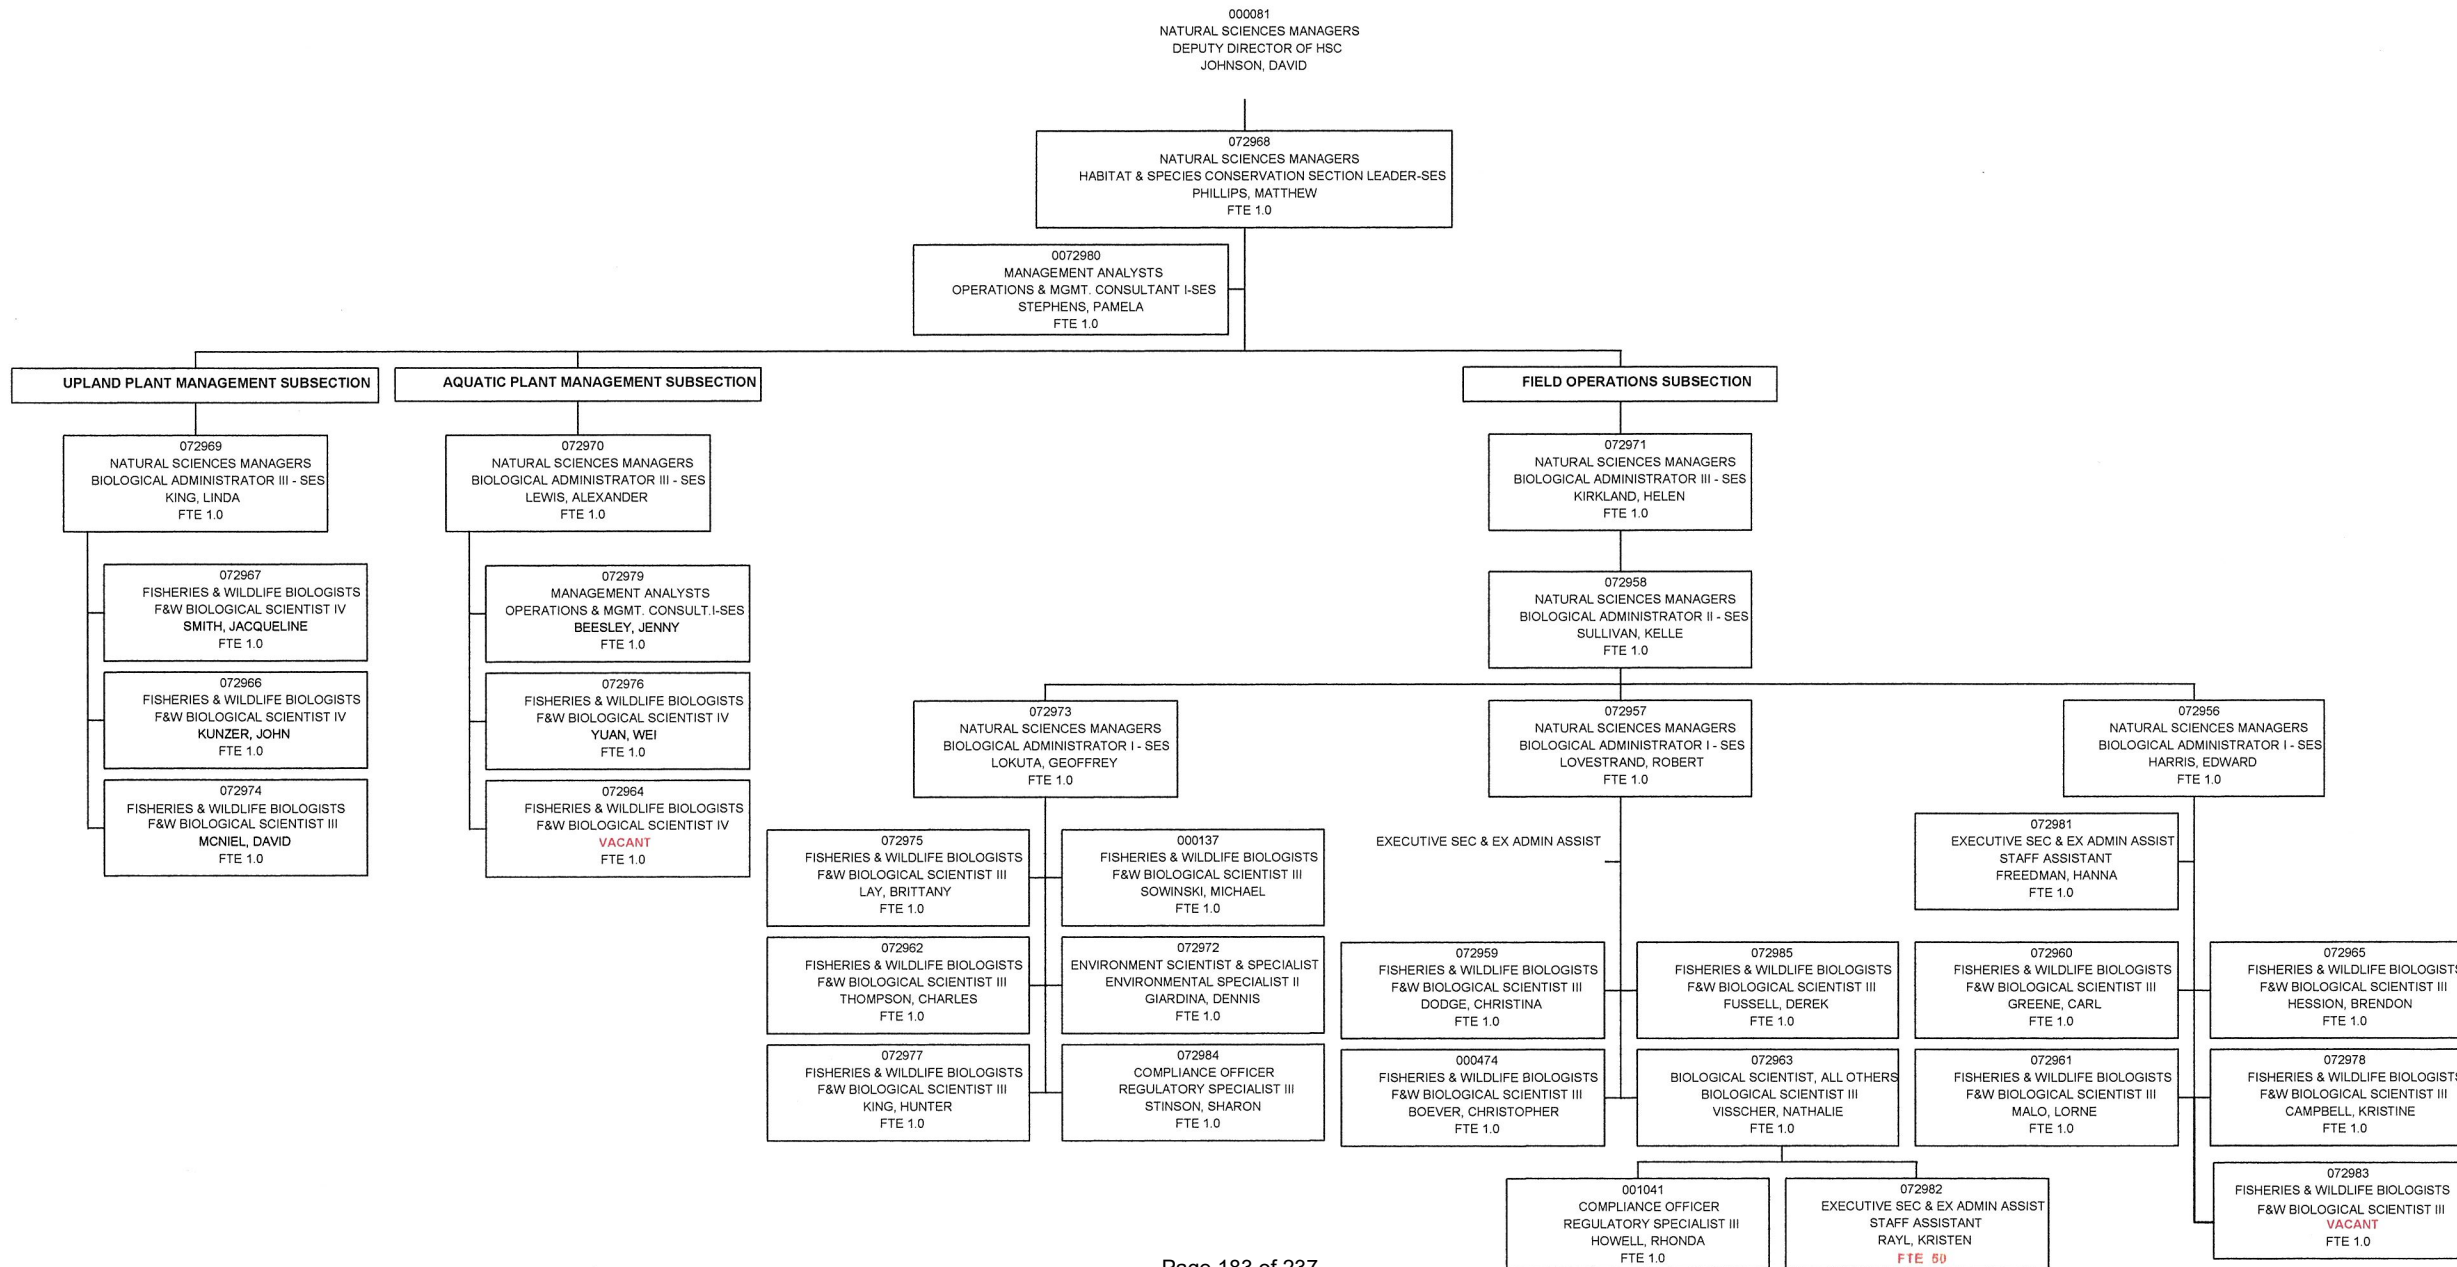 000081
NATURAL SCIENCES MANAGERS
DEPUTY DIRECTOR OF HSC
JOHNSON, DAVID
072968
NATURAL SCIENCES MANAGERS
HABITAT & SPECIES CONSERVATION SECTION LEADER-SES
PHILLIPS, MATTHEW
FTE 1.0
0072980
MANAGEMENT ANALYSTS
OPERATIONS & MGMT. CONSULTANT I-SES
STEPHENS, PAMELA
FTE 1.0
UPLAND PLANT MANAGEMENT SUBSECTION
072969
NATURAL SCIENCES MANAGERS
BIOLOGICAL ADMINISTRATOR III - SES
KING, LINDA
FTE 1.0
072967
FISHERIES & WILDLIFE BIOLOGISTS
F&W BIOLOGICAL SCIENTIST IV
SMITH, JACQUELINE
FTE 1.0
072966
FISHERIES & WILDLIFE BIOLOGISTS
F&W BIOLOGICAL SCIENTIST IV
KUNZER, JOHN
FTE 1.0
072974
FISHERIES & WILDLIFE BIOLOGISTS
F&W BIOLOGICAL SCIENTIST III
MCNIEL, DAVID
FTE 1.0
AQUATIC PLANT MANAGEMENT SUBSECTION
072970
NATURAL SCIENCES MANAGERS
BIOLOGICAL ADMINISTRATOR III - SES
LEWIS, ALEXANDER
FTE 1.0
072979
MANAGEMENT ANALYSTS
OPERATIONS & MGMT. CONSULT.I-SES
BEESLEY, JENNY
FTE 1.0
072976
FISHERIES & WILDLIFE BIOLOGISTS
F&W BIOLOGICAL SCIENTIST IV
YUAN, WEI
FTE 1.0
072964
FISHERIES & WILDLIFE BIOLOGISTS
F&W BIOLOGICAL SCIENTIST IV
VACANT
FTE 1.0
FIELD OPERATIONS SUBSECTION
072971
NATURAL SCIENCES MANAGERS
BIOLOGICAL ADMINISTRATOR III - SES
KIRKLAND, HELEN
FTE 1.0
072958
NATURAL SCIENCES MANAGERS
BIOLOGICAL ADMINISTRATOR II - SES
SULLIVAN, KELLE
FTE 1.0
072973
NATURAL SCIENCES MANAGERS
BIOLOGICAL ADMINISTRATOR I - SES
LOKUTA, GEOFFREY
FTE 1.0
072975
FISHERIES & WILDLIFE BIOLOGISTS
F&W BIOLOGICAL SCIENTIST III
LAY, BRITTANY
FTE 1.0
000137
FISHERIES & WILDLIFE BIOLOGISTS
F&W BIOLOGICAL SCIENTIST III
SOWINSKI, MICHAEL
FTE 1.0
072962
FISHERIES & WILDLIFE BIOLOGISTS
F&W BIOLOGICAL SCIENTIST III
THOMPSON, CHARLES
FTE 1.0
072972
ENVIRONMENT SCIENTIST & SPECIALIST
ENVIRONMENTAL SPECIALIST II
GIARDINA, DENNIS
FTE 1.0
072977
FISHERIES & WILDLIFE BIOLOGISTS
F&W BIOLOGICAL SCIENTIST III
KING, HUNTER
FTE 1.0
072984
COMPLIANCE OFFICER
REGULATORY SPECIALIST III
STINSON, SHARON
FTE 1.0
072957
NATURAL SCIENCES MANAGERS
BIOLOGICAL ADMINISTRATOR I - SES
LOVESTRAND, ROBERT
FTE 1.0
EXECUTIVE SEC & EX ADMIN ASSIST
072959
FISHERIES & WILDLIFE BIOLOGISTS
F&W BIOLOGICAL SCIENTIST III
DODGE, CHRISTINA
FTE 1.0
072985
FISHERIES & WILDLIFE BIOLOGISTS
F&W BIOLOGICAL SCIENTIST III
FUSSELL, DEREK
FTE 1.0
000474
FISHERIES & WILDLIFE BIOLOGISTS
F&W BIOLOGICAL SCIENTIST III
BOEVER, CHRISTOPHER
FTE 1.0
072963
BIOLOGICAL SCIENTIST, ALL OTHERS
BIOLOGICAL SCIENTIST III
VISSCHER, NATHALIE
FTE 1.0
001041
COMPLIANCE OFFICER
REGULATORY SPECIALIST III
HOWELL, RHONDA
FTE 1.0
072982
EXECUTIVE SEC & EX ADMIN ASSIST
STAFF ASSISTANT
RAYL, KRISTEN
FTE 50
072956
NATURAL SCIENCES MANAGERS
BIOLOGICAL ADMINISTRATOR I - SES
HARRIS, EDWARD
FTE 1.0
072981
EXECUTIVE SEC & EX ADMIN ASSIST
STAFF ASSISTANT
FREEDMAN, HANNA
FTE 1.0
072960
FISHERIES & WILDLIFE BIOLOGISTS
F&W BIOLOGICAL SCIENTIST III
GREENE, CARL
FTE 1.0
072965
FISHERIES & WILDLIFE BIOLOGISTS
F&W BIOLOGICAL SCIENTIST III
HESSION, BRENDON
FTE 1.0
072961
FISHERIES & WILDLIFE BIOLOGISTS
F&W BIOLOGICAL SCIENTIST III
MALO, LORNE
FTE 1.0
072978
FISHERIES & WILDLIFE BIOLOGISTS
F&W BIOLOGICAL SCIENTIST III
CAMPBELL, KRISTINE
FTE 1.0
072983
FISHERIES & WILDLIFE BIOLOGISTS
F&W BIOLOGICAL SCIENTIST III
VACANT
FTE 1.0
Page 183 of 237